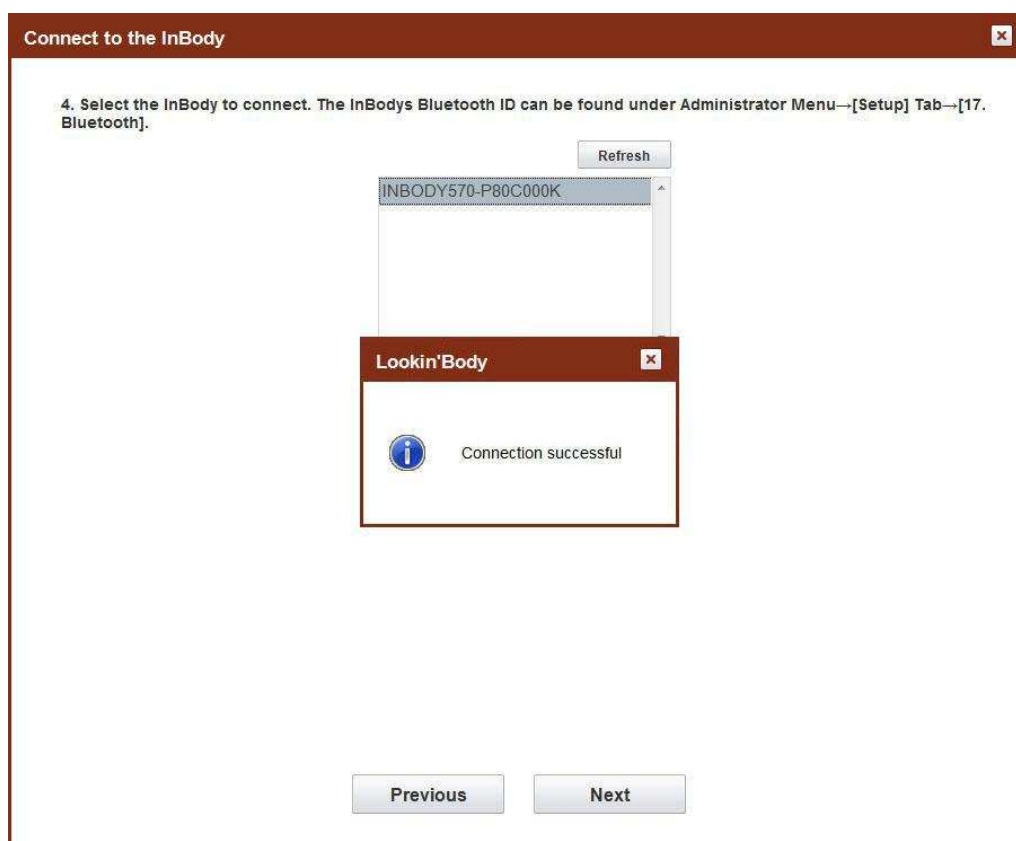 Connect to the InBody
4. Select the InBody to connect. The InBodys Bluetooth ID can be found under Administrator Menu→[Setup] Tab→[17.
Bluetooth].
Refresh
INBODY570-P80C000K
Lookin'Body
Connection successful
Previous
Next